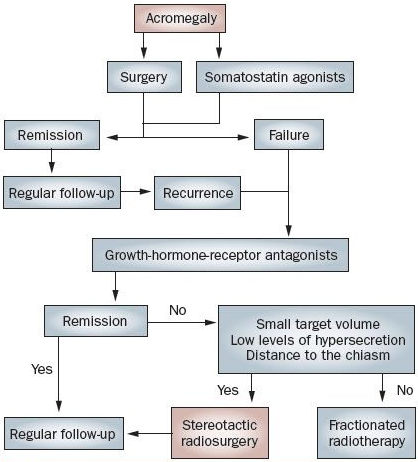 Acromegaly
Surgery
Somatostatin agonists
Remission
Failure
Regular follow-up
Recurrence
Growth-hormone-receptor antagonists
Remission
No
Small target volume
Low levels of hypersecretion
Distance to the chiasm
Yes
Yes
No
Regular follow-up
Stereotactic
radiosurgery
Fractionated
radiotherapy